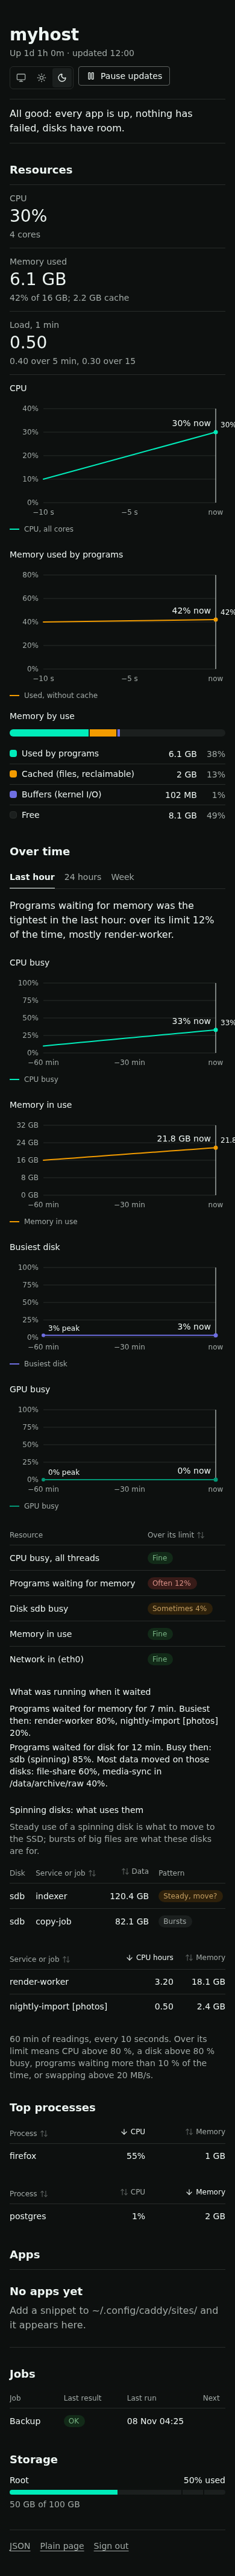 myhost
Up 1d 1h 0m · updated 12:00
Pause updates
All good: every app is up, nothing has
failed, disks have room.
Resources
CPU
30%
4 cores
Memory used
6.1 GB
42% of 16 GB; 2.2 GB cache
Load, 1 min
0.50
0.40 over 5 min, 0.30 over 15
CPU
40%
30% now
30%
30%
20%
10%
0%
−10 s −5 s now
CPU, all cores
Memory used by programs
80%
60%
42% now
42%
40%
20%
0%
−10 s −5 s now
Used, without cache
Memory by use
Used by programs 6.1 GB 38%
Cached (files, reclaimable) 2 GB 13%
Buffers (kernel I/O) 102 MB 1%
Free 8.1 GB 49%
Over time
Last hour 24 hours Week
Programs waiting for memory was the
tightest in the last hour: over its limit 12%
of the time, mostly render-worker.
CPU busy
100%
75%
50%
33% now
33%
25%
0%
−60 min −30 min now
CPU busy
Memory in use
32 GB
24 GB
21.8 GB now
21.8
16 GB
8 GB
0 GB
−60 min −30 min now
Memory in use
Busiest disk
100%
75%
50%
25%
3% peak 3% now
0%
−60 min −30 min now
Busiest disk
GPU busy
100%
75%
50%
25%
0% peak 0% now
0%
−60 min −30 min now
GPU busy
Resource Over its limit
CPU busy, all threads Fine
Programs waiting for memory Often 12%
Disk sdb busy Sometimes 4%
Memory in use Fine
Network in (eth0) Fine
What was running when it waited
Programs waited for memory for 7 min. Busiest
then: render-worker 80%, nightly-import [photos]
20%.
Programs waited for disk for 12 min. Busy then:
sdb (spinning) 85%. Most data moved on those
disks: file-share 60%, media-sync in
/data/archive/raw 40%.
Spinning disks: what uses them
Steady use of a spinning disk is what to move to
the SSD; bursts of big files are what these disks
are for.
Disk Service or job Data Pattern
sdb indexer 120.4 GB Steady, move?
sdb copy-job 82.1 GB Bursts
Service or job CPU hours Memory
render-worker 3.20 18.1 GB
nightly-import [photos] 0.50 2.4 GB
60 min of readings, every 10 seconds. Over its
limit means CPU above 80 %, a disk above 80 %
busy, programs waiting more than 10 % of the
time, or swapping above 20 MB/s.
Top processes
Process CPU Memory
firefox 55% 1 GB
Process CPU Memory
postgres 1% 2 GB
Apps
No apps yet
Add a snippet to ~/.config/caddy/sites/ and
it appears here.
Jobs
Job Last result Last run Next
Backup OK 08 Nov 04:25
Storage
Root 50% used
50 GB of 100 GB
JSON Plain page Sign out